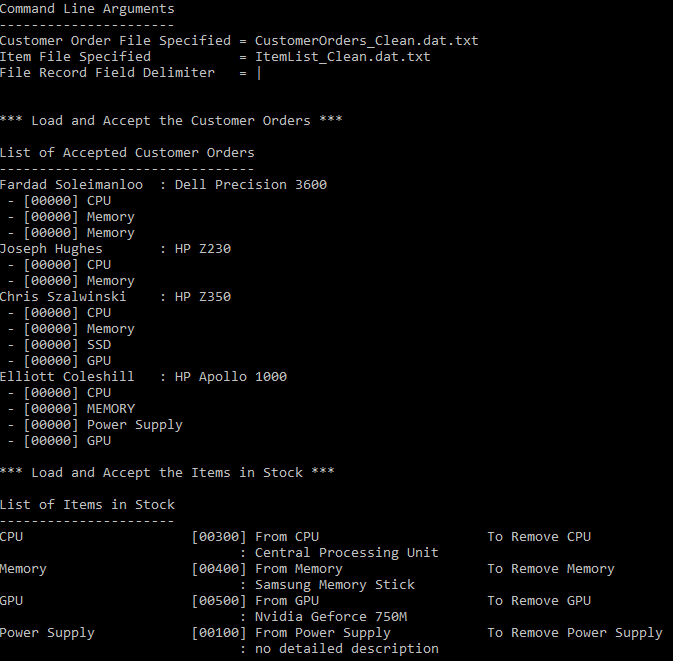 Command Line Arguments
----------------------
Customer Order File Specified = CustomerOrders_Clean.dat.txt
Item File Specified           = ItemList_Clean.dat.txt
File Record Field Delimiter   = |
*** Load and Accept the Customer Orders ***
List of Accepted Customer Orders
--------------------------------
Fardad Soleimanloo  : Dell Precision 3600
 - [00000] CPU
 - [00000] Memory
 - [00000] Memory
Joseph Hughes       : HP Z230
 - [00000] CPU
 - [00000] Memory
Chris Szalwinski    : HP Z350
 - [00000] CPU
 - [00000] Memory
 - [00000] SSD
 - [00000] GPU
Elliott Coleshill   : HP Apollo 1000
 - [00000] CPU
 - [00000] MEMORY
 - [00000] Power Supply
 - [00000] GPU
*** Load and Accept the Items in Stock ***
List of Items in Stock
----------------------
CPU                     [00300] From CPU                     To Remove CPU
                              : Central Processing Unit
Memory                  [00400] From Memory                  To Remove Memory
                              : Samsung Memory Stick
GPU                     [00500] From GPU                     To Remove GPU
                              : Nvidia Geforce 750M
Power Supply            [00100] From Power Supply            To Remove Power Supply
                              : no detailed description